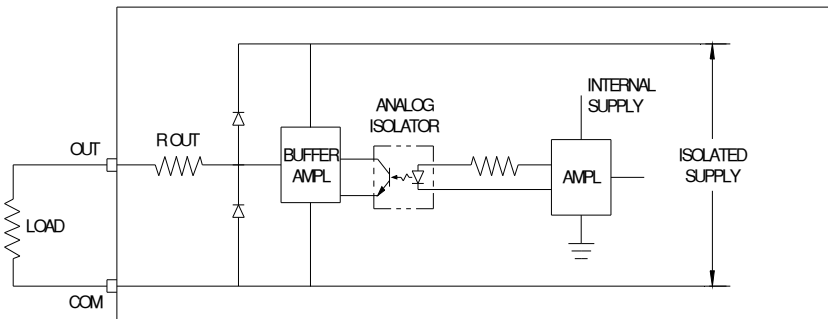 INTERNAL
SUPPLY
ANALOG
ISOLATOR
R OUT
OUT
BUFFER
AMPL
AMPL
ISOLATED
SUPPLY
LOAD
COM